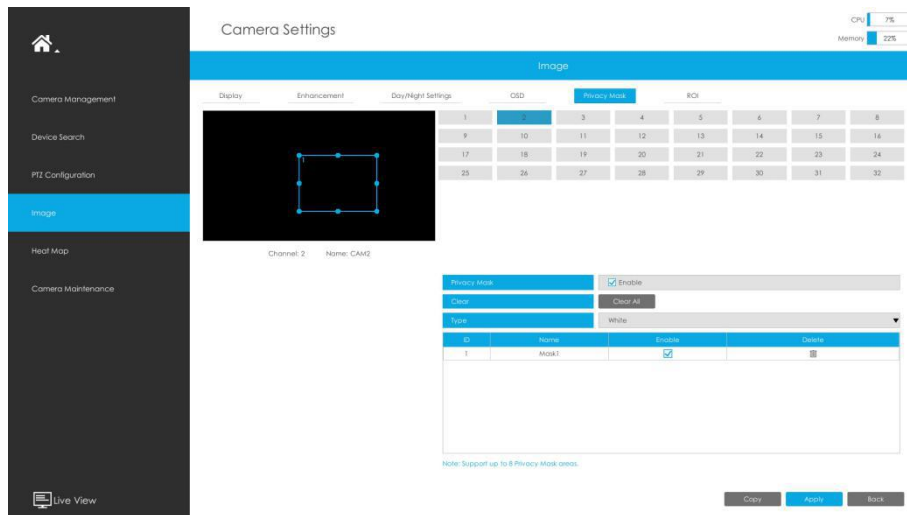 Camera Settings
CPU 7%
Memory 22%
Image
Camera Management
Device Search
PTZ Configuration
Image
Heat Map
Camera Maintenance
Live View
Display Enhancement Day/Night Settings OSD Privacy Mask ROI
1 2 3 4 5 6 7 8
9 10 11 12 13 14 15 16
17 18 19 20 21 22 23 24
25 26 27 28 29 30 31 32
1
Channel: 2 Name: CAM2
Privacy Mask Enable
Clear Clear All
Type White
ID Name Enable Delete
1 Mask1
Note: Support up to 8 Privacy Mask areas.
Copy Apply Back